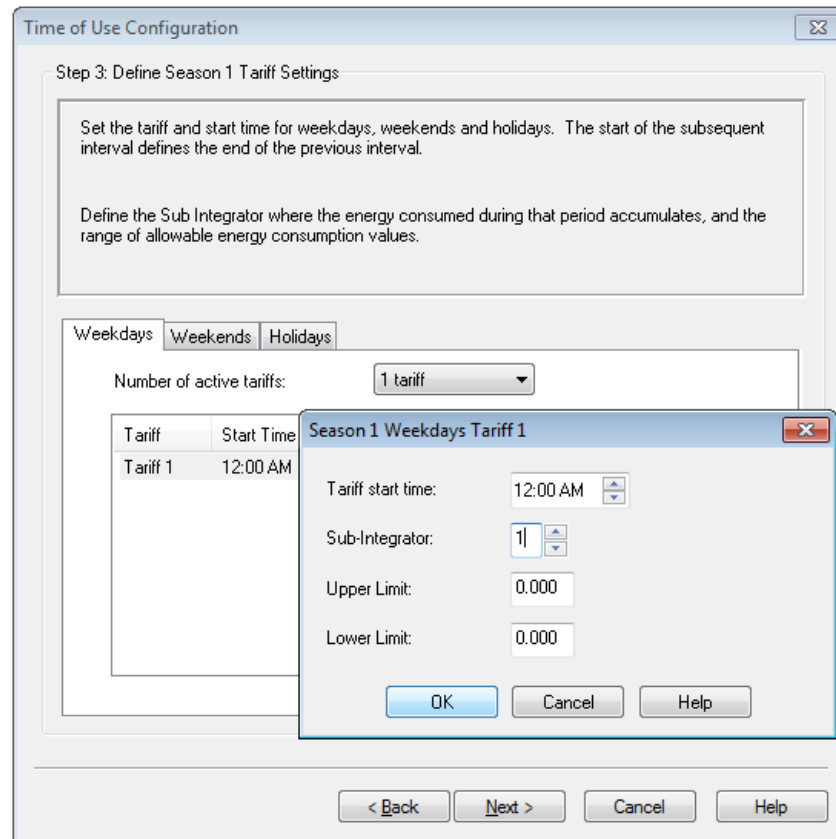 Time of Use Configuration
Step 3: Define Season 1 Tariff Settings
Set the tariff and start time for weekdays, weekends and holidays.  The start of the subsequent
interval defines the end of the previous interval.
Define the Sub Integrator where the energy consumed during that period accumulates, and the
range of allowable energy consumption values.
Weekdays Weekends Holidays
Number of active tariffs: 1 tariff
Tariff Start Time
Tariff 1 12:00 AM
Season 1 Weekdays Tariff 1
Tariff start time: 12:00 AM
Sub-Integrator: 1
Upper Limit: 0.000
Lower Limit: 0.000
OK Cancel Help
< Back Next > Cancel Help